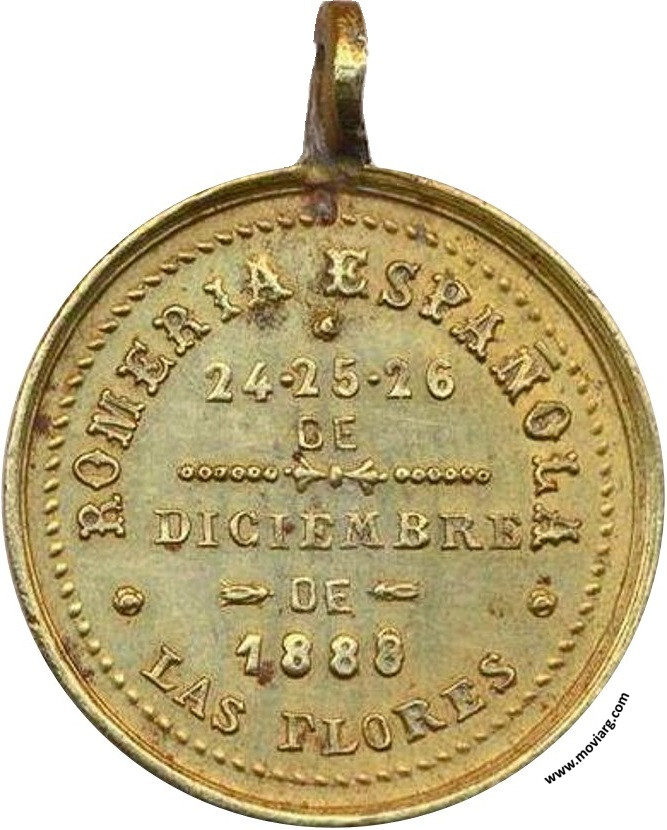 ROMERIA ESPAÑOLA
24·25·26
DE
DICIEMBRE
DE
1888
LAS FLORES
www.moviarg.com